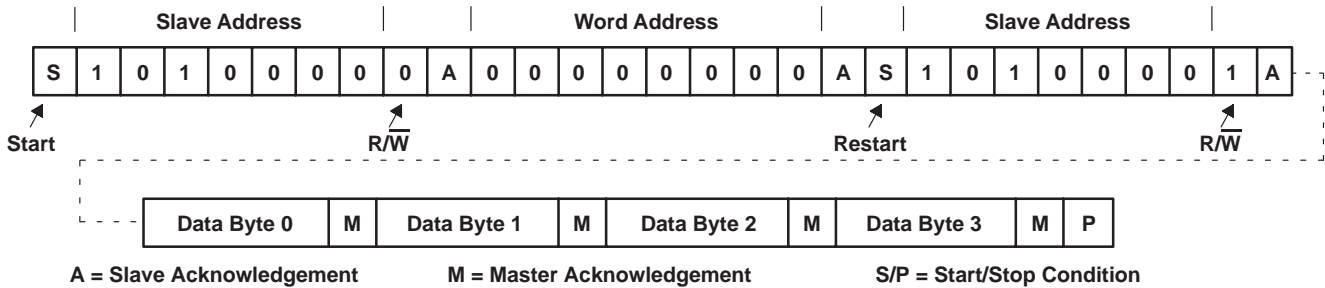 Slave Address Word Address Slave Address
S 1 0 1 0 0 0 0 0 A 0 0 0 0 0 0 0 0 A S 1 0 1 0 0 0 0 1 A
Start R/W̅ Restart R/W̅
Data Byte 0 M Data Byte 1 M Data Byte 2 M Data Byte 3 M P
A = Slave Acknowledgement M = Master Acknowledgement S/P = Start/Stop Condition